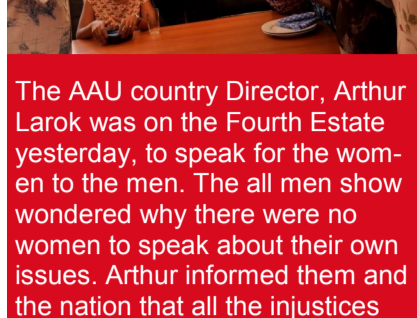 The AAU country Director, Arthur
Larok was on the Fourth Estate
yesterday, to speak for the wom-
en to the men. The all men show
wondered why there were no
women to speak about their own
issues. Arthur informed them and
the nation that all the injustices